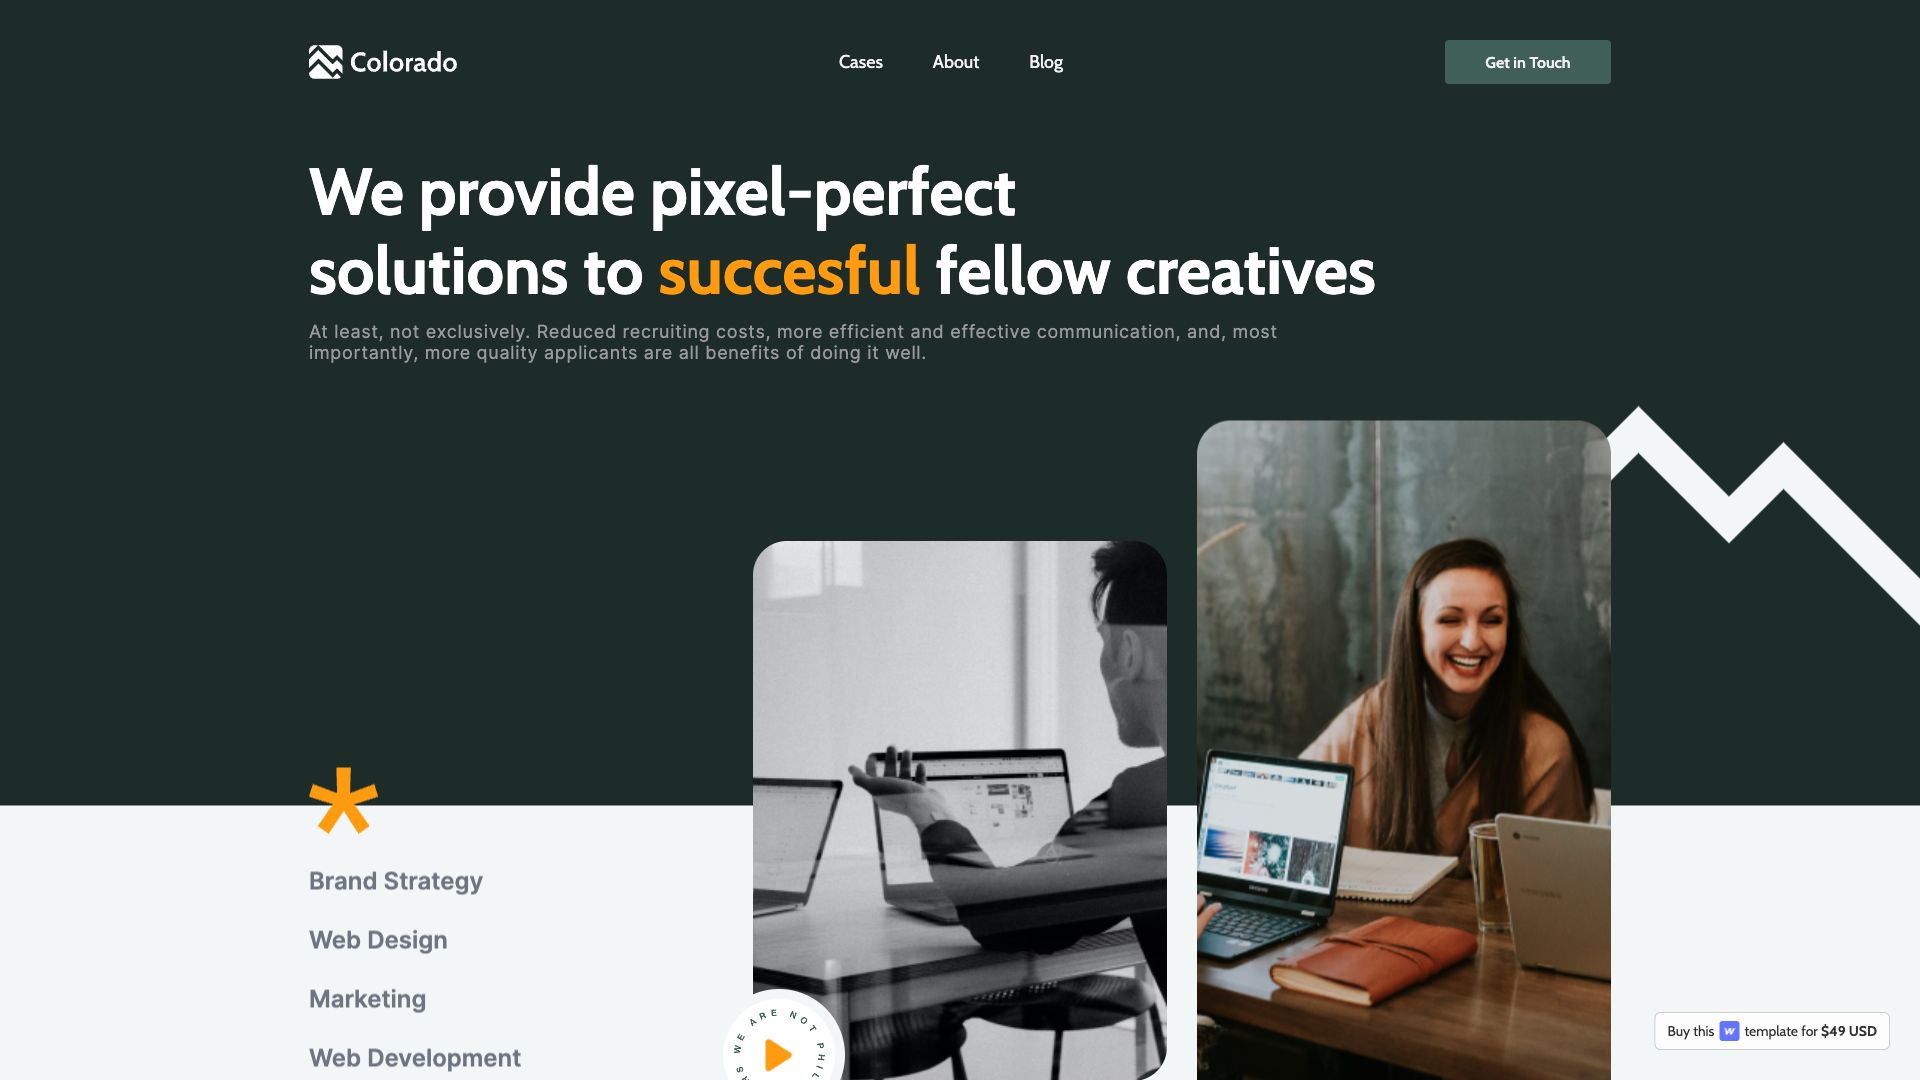 Colorado
Cases
About
Blog
Get in Touch
We provide pixel-perfect
solutions to succesful fellow creatives
At least, not exclusively. Reduced recruiting costs, more efficient and effective communication, and, most
importantly, more quality applicants are all benefits of doing it well.
Brand Strategy
Web Design
Marketing
Web Development
WE ARE NOT
Buy this w template for $49 USD